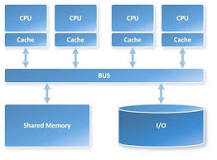 CPU CPU CPU CPU
Cache Cache Cache Cache
BUS
Shared Memory I/O